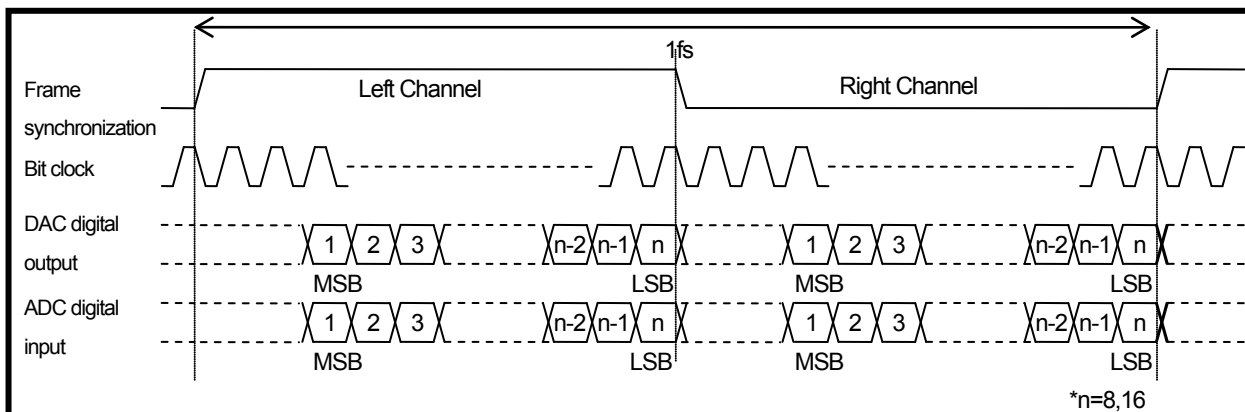 1fs
Frame
synchronization
Left Channel
Right Channel
Bit clock
DAC digital
output
1 2 3 n-2 n-1 n 1 2 3 n-2 n-1 n
MSB LSB MSB LSB
ADC digital
input
1 2 3 n-2 n-1 n 1 2 3 n-2 n-1 n
MSB LSB MSB LSB
*n=8,16